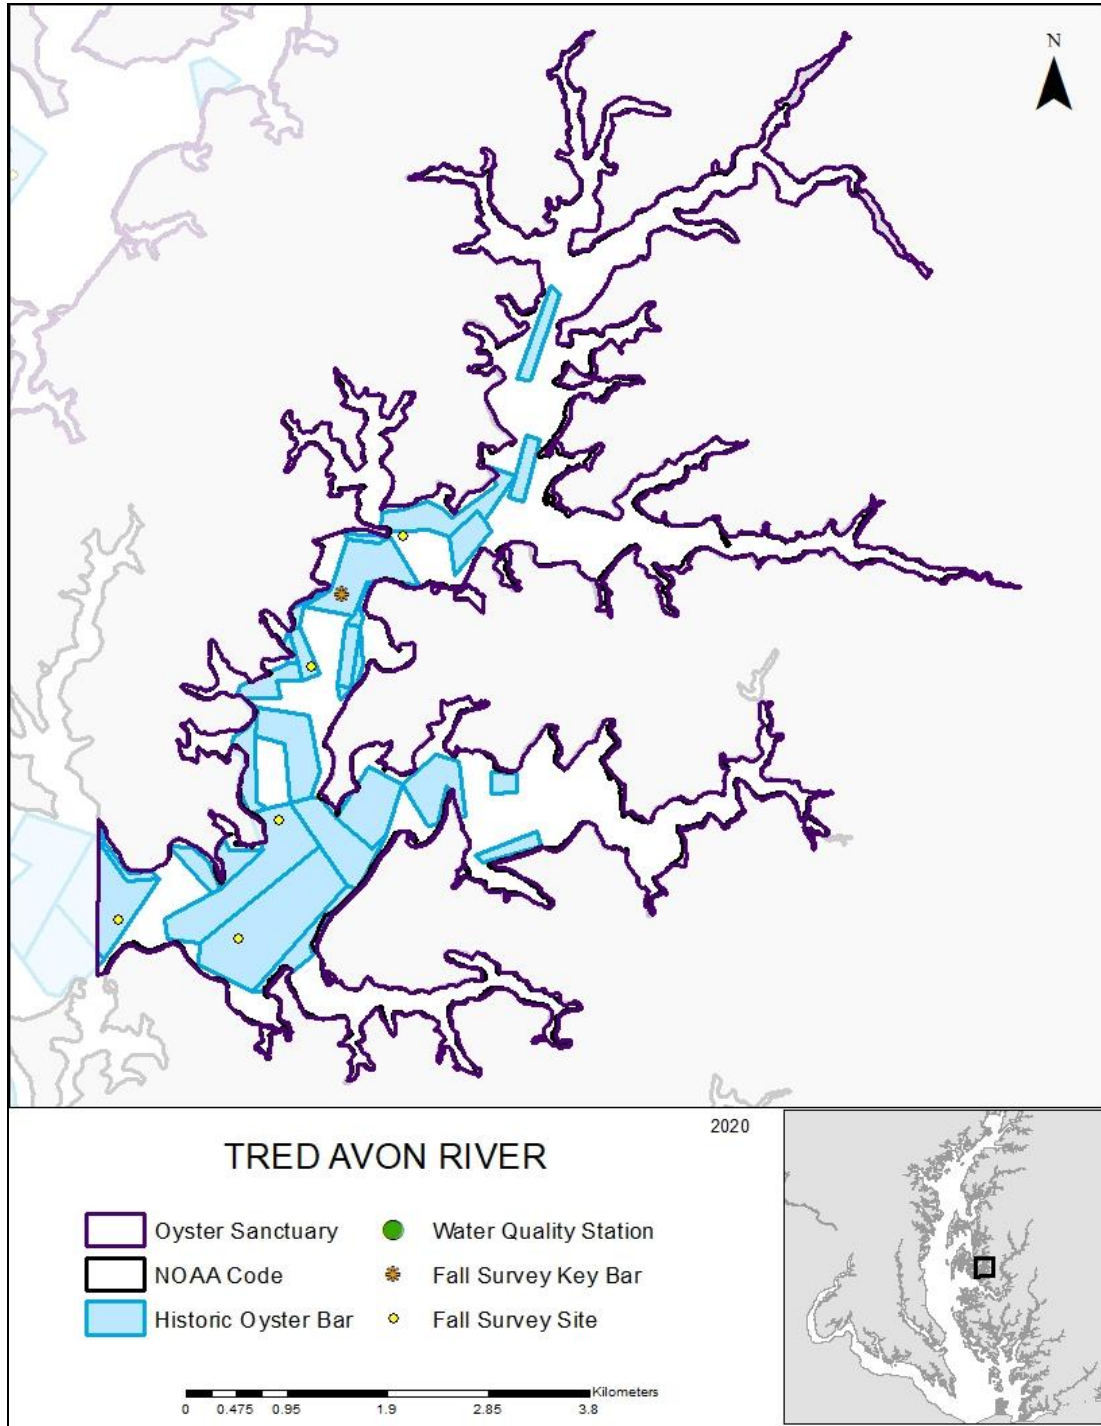 N
2020
TRED AVON RIVER
Oyster Sanctuary
Water Quality Station
NOAA Code
Fall Survey Key Bar
Historic Oyster Bar
Fall Survey Site
Kilometers
0 0.475 0.95 1.9 2.85 3.8